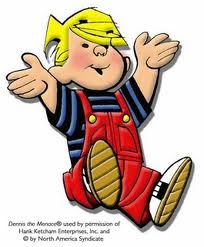 Dennis the Menace® used by permission of
Hank Ketcham Enterprises, Inc. and
© by North America Syndicate